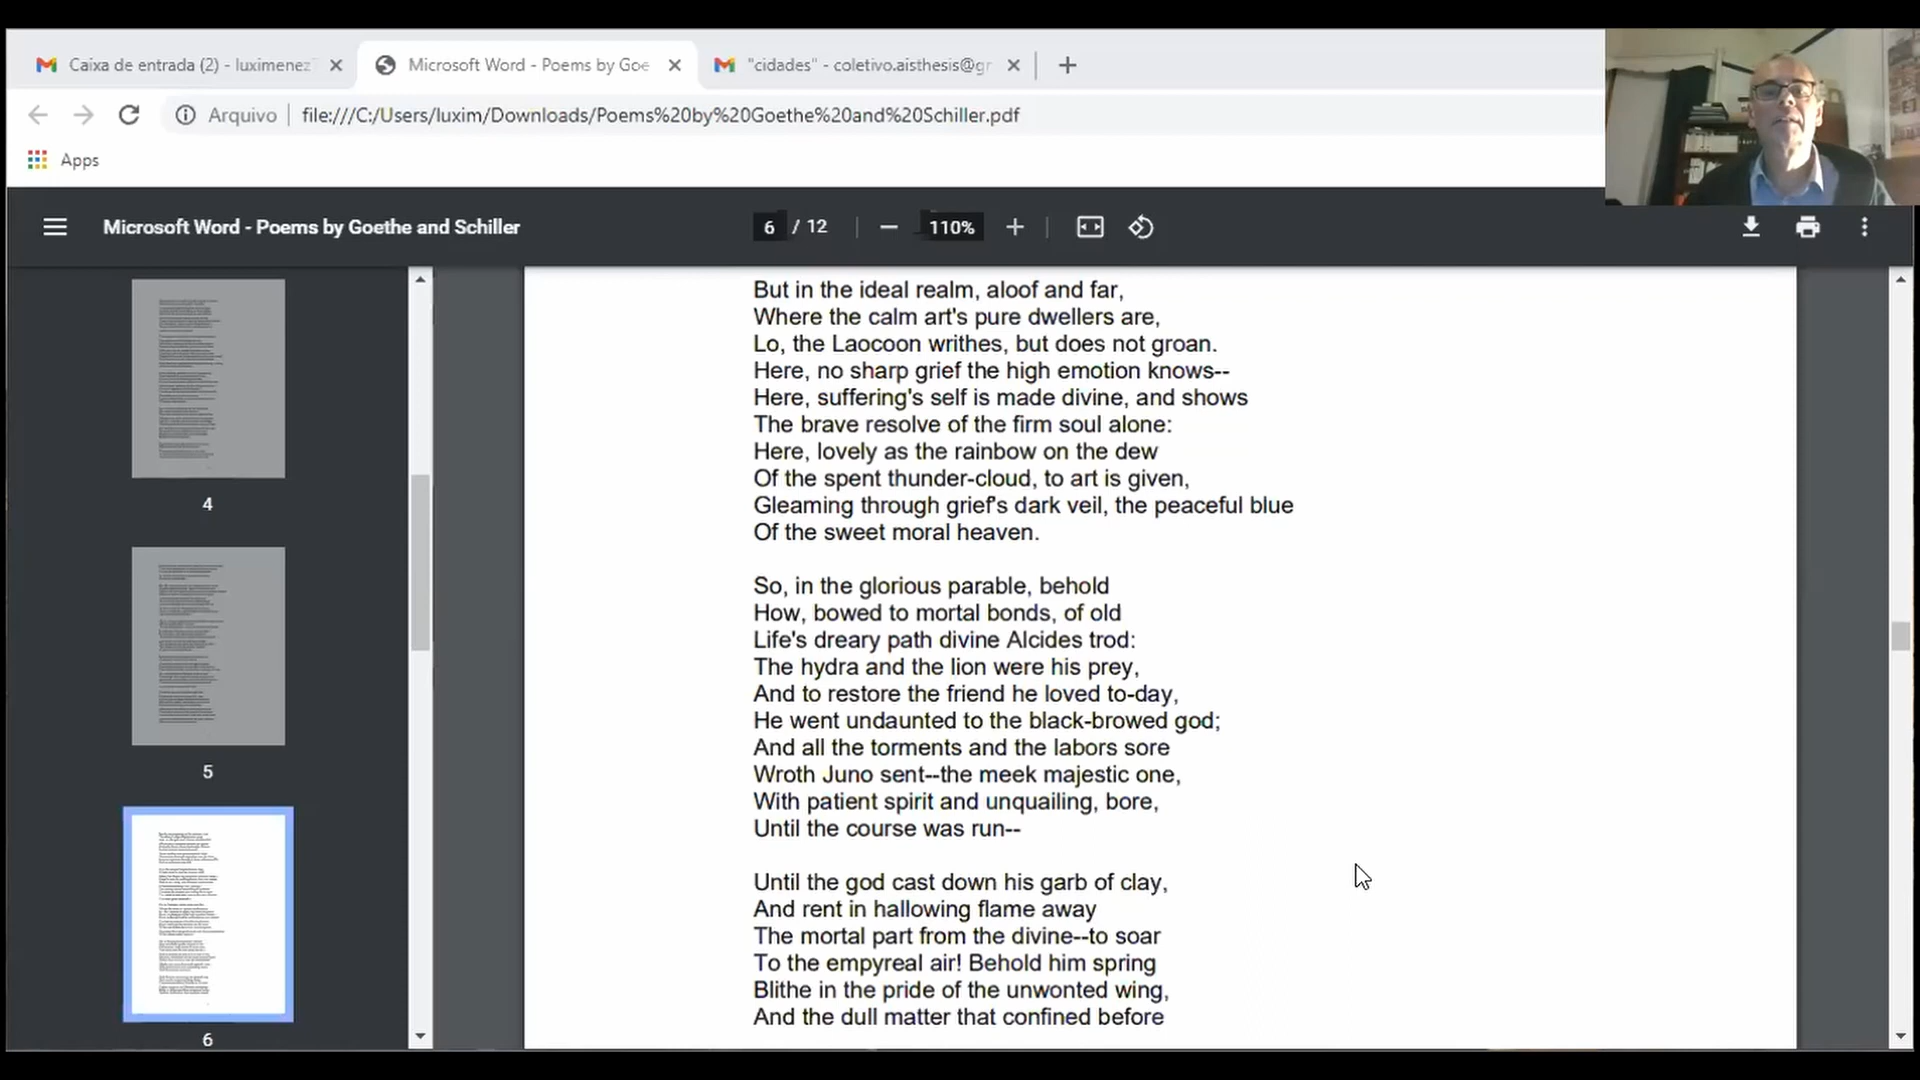 Caixa de entrada (2) - luximenez
Microsoft Word - Poems by Goe
"cidades" - coletivo.aisthesis@gr
Arquivo
file:///C:/Users/luxim/Downloads/Poems%20by%20Goethe%20and%20Schiller.pdf
Apps
Microsoft Word - Poems by Goethe and Schiller
6 / 12
110%
4
5
6
But in the ideal realm, aloof and far,
Where the calm art's pure dwellers are,
Lo, the Laocoon writhes, but does not groan.
Here, no sharp grief the high emotion knows--
Here, suffering's self is made divine, and shows
The brave resolve of the firm soul alone:
Here, lovely as the rainbow on the dew
Of the spent thunder-cloud, to art is given,
Gleaming through grief's dark veil, the peaceful blue
Of the sweet moral heaven.
So, in the glorious parable, behold
How, bowed to mortal bonds, of old
Life's dreary path divine Alcides trod:
The hydra and the lion were his prey,
And to restore the friend he loved to-day,
He went undaunted to the black-browed god;
And all the torments and the labors sore
Wroth Juno sent--the meek majestic one,
With patient spirit and unquailing, bore,
Until the course was run--
Until the god cast down his garb of clay,
And rent in hallowing flame away
The mortal part from the divine--to soar
To the empyreal air! Behold him spring
Blithe in the pride of the unwonted wing,
And the dull matter that confined before